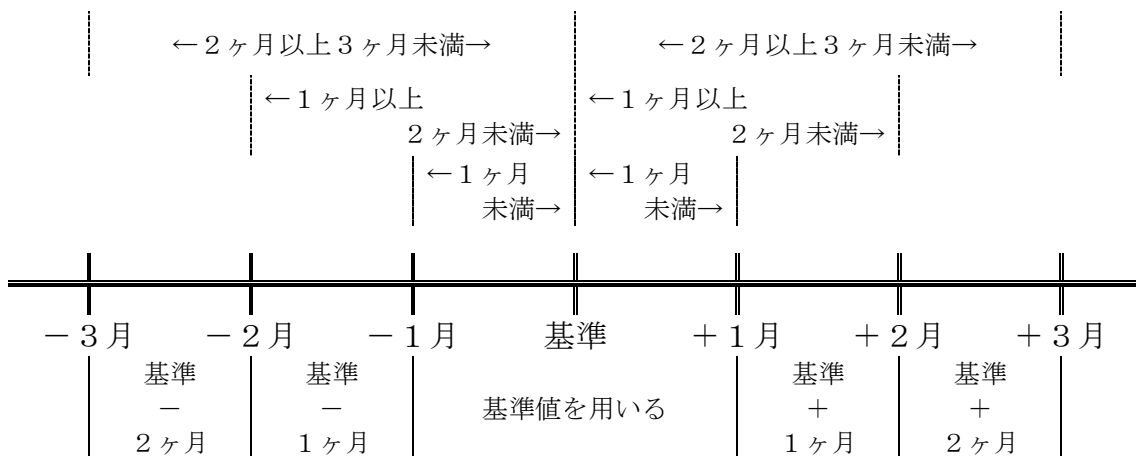 ←２ヶ月以上３ヶ月未満→ ←２ヶ月以上３ヶ月未満→
←１ヶ月以上 ←１ヶ月以上
２ヶ月未満→ ２ヶ月未満→
←１ヶ月 ←１ヶ月
未満→ 未満→
－３月 －２月 －１月 基準 ＋１月 ＋２月 ＋３月
基準 基準 基準 基準
－ － 基準値を用いる ＋ ＋
２ヶ月 １ヶ月 １ヶ月 ２ヶ月